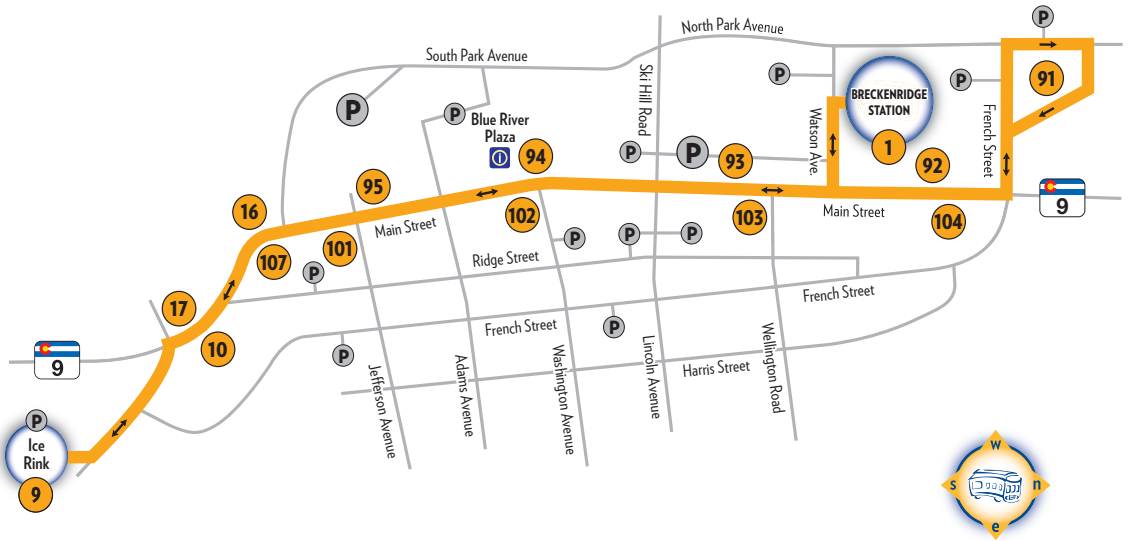 P
North Park Avenue
South Park Avenue
P
P
BRECKENRIDGE
STATION
91
P
P
Blue River
Plaza
i
94
Ski Hill Road
P
P
93
Watson Ave.
1
92
French Street
95
16
Main Street
102
103
Main Street
104
9
107
101
P
Ridge Street
P
P
P
17
10
French Street
French Street
P
P
9
Jefferson Avenue
Adams Avenue
Washington Avenue
Lincoln Avenue
Harris Street
Wellington Road
P
Ice
Rink
9
w
s
n
e